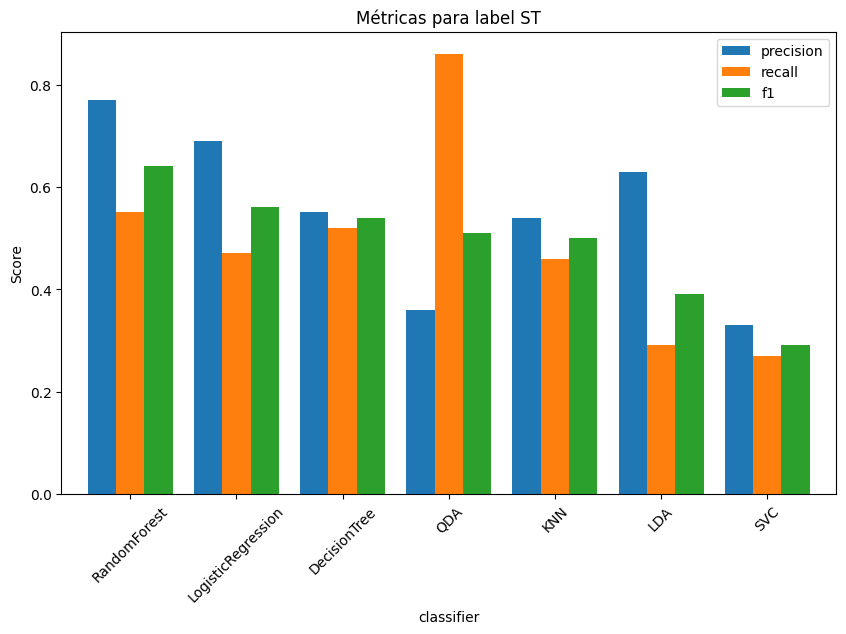 Métricas para label ST
precision
recall
f1
Score
0.8
0.6
0.4
0.2
0.0
RandomForest
LogisticRegression
DecisionTree
QDA
KNN
LDA
SVC
classifier